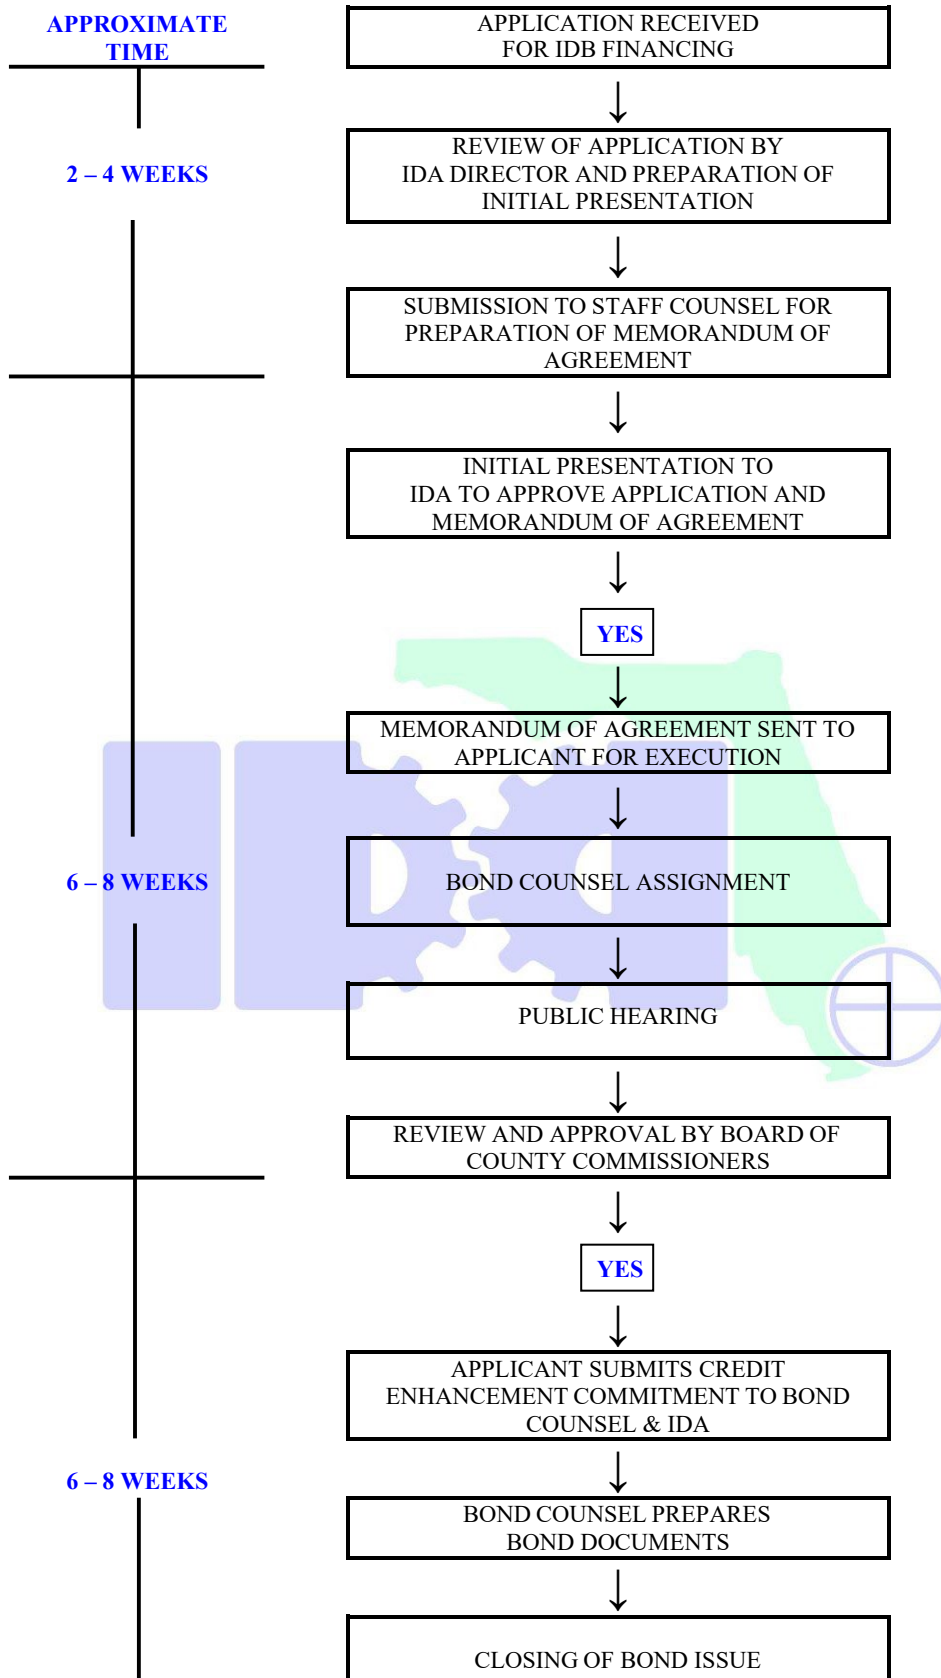 APPROXIMATE
TIME
APPLICATION RECEIVED
FOR IDB FINANCING
2 – 4 WEEKS
REVIEW OF APPLICATION BY
IDA DIRECTOR AND PREPARATION OF
INITIAL PRESENTATION
SUBMISSION TO STAFF COUNSEL FOR
PREPARATION OF MEMORANDUM OF
AGREEMENT
INITIAL PRESENTATION TO
IDA TO APPROVE APPLICATION AND
MEMORANDUM OF AGREEMENT
YES
MEMORANDUM OF AGREEMENT SENT TO
APPLICANT FOR EXECUTION
6 – 8 WEEKS
BOND COUNSEL ASSIGNMENT
PUBLIC HEARING
REVIEW AND APPROVAL BY BOARD OF
COUNTY COMMISSIONERS
YES
APPLICANT SUBMITS CREDIT
ENHANCEMENT COMMITMENT TO BOND
COUNSEL & IDA
6 – 8 WEEKS
BOND COUNSEL PREPARES
BOND DOCUMENTS
CLOSING OF BOND ISSUE